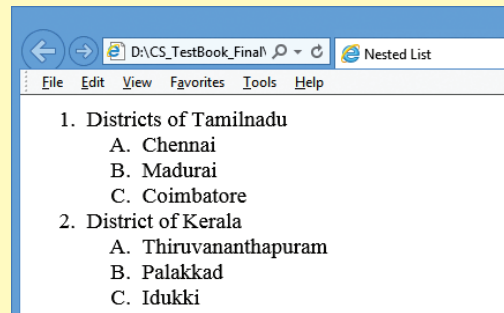 D:\CS_TestBook_Final\ Nested List
File Edit View Favorites Tools Help
1. Districts of Tamilnadu
A. Chennai
B. Madurai
C. Coimbatore
2. District of Kerala
A. Thiruvananthapuram
B. Palakkad
C. Idukki